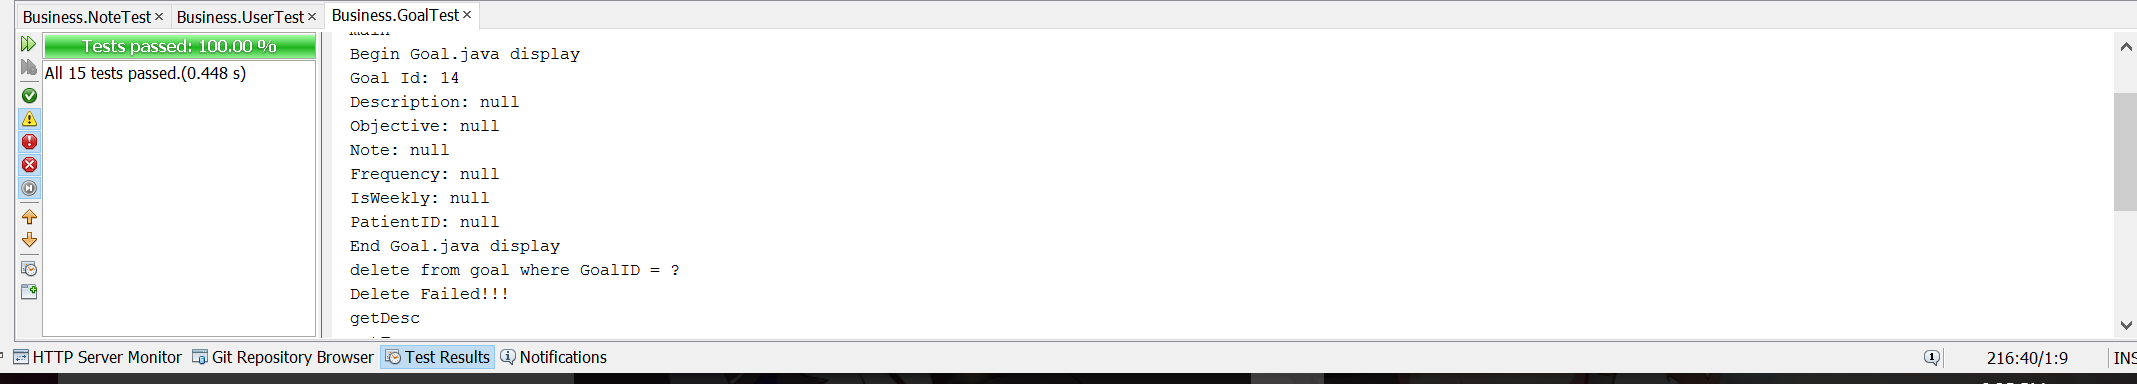 Business.NoteTest × Business.UserTest × Business.GoalTest ×
Tests passed: 100.00 %
All 15 tests passed.(0.448 s)
main
Begin Goal.java display
Goal Id: 14
Description: null
Objective: null
Note: null
Frequency: null
IsWeekly: null
PatientID: null
End Goal.java display
delete from goal where GoalID = ?
Delete Failed!!!
getDesc
HTTP Server Monitor Git Repository Browser Test Results Notifications 216:40/1:9 INS